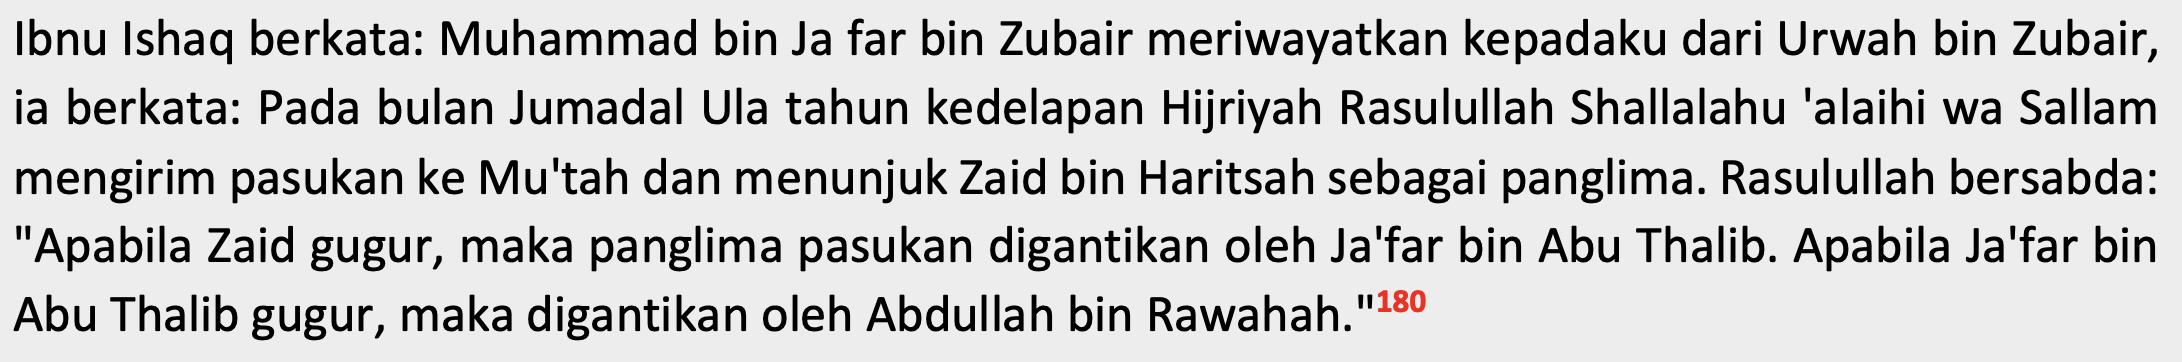 Ibnu Ishaq berkata: Muhammad bin Ja far bin Zubair meriwayatkan kepadaku dari Urwah bin Zubair,
ia berkata: Pada bulan Jumadal Ula tahun kedelapan Hijriyah Rasulullah Shallalahu 'alaihi wa Sallam
mengirim pasukan ke Mu'tah dan menunjuk Zaid bin Haritsah sebagai panglima. Rasulullah bersabda:
"Apabila Zaid gugur, maka panglima pasukan digantikan oleh Ja'far bin Abu Thalib. Apabila Ja'far bin
Abu Thalib gugur, maka digantikan oleh Abdullah bin Rawahah."180